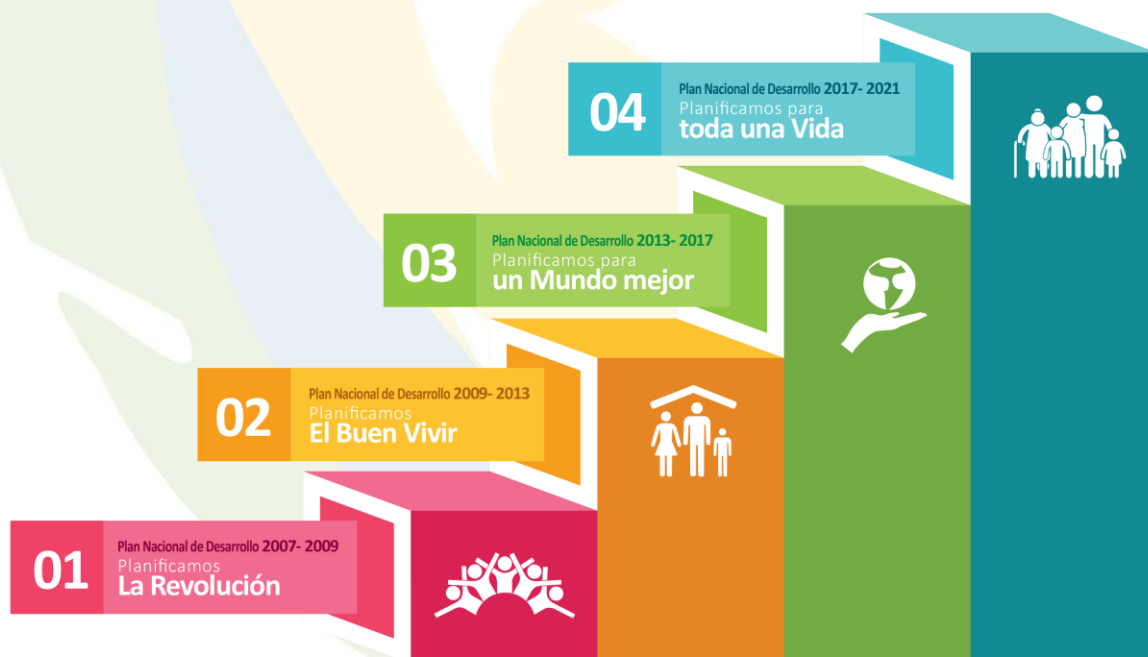 04
Plan Nacional de Desarrollo 2017- 2021
Planificamos para
toda una Vida
03
Plan Nacional de Desarrollo 2013- 2017
Planificamos para
un Mundo mejor
02
Plan Nacional de Desarrollo 2009- 2013
Planificamos
El Buen Vivir
01
Plan Nacional de Desarrollo 2007- 2009
Planificamos
La Revolución